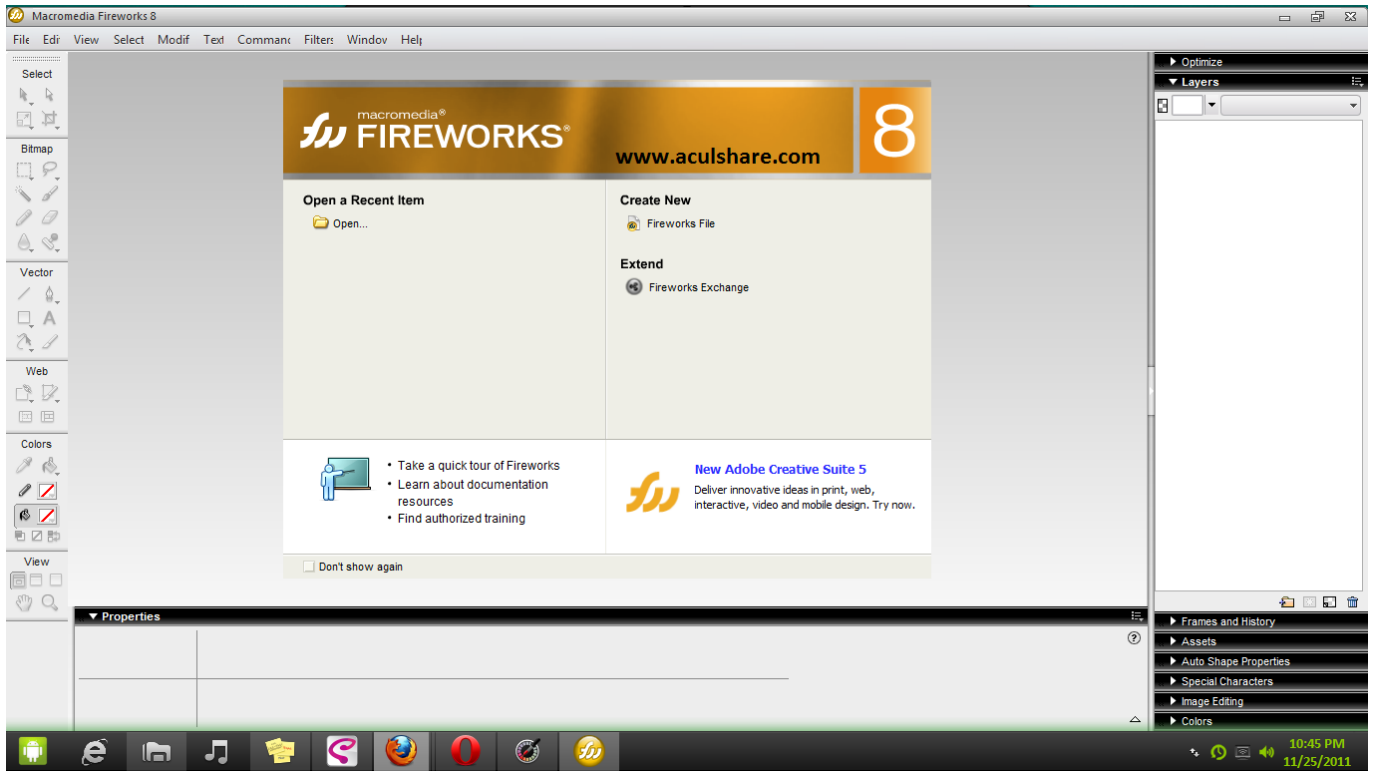 Macromedia Fireworks 8
File Edit View Select Modif Text Comman Filters Windov Help
Select
Bitmap
Vector
A
Web
Colors
View
macromedia®
FIREWORKS®
8
www.aculshare.com
Open a Recent Item
Open...
Create New
Fireworks File
Extend
Fireworks Exchange
• Take a quick tour of Fireworks
• Learn about documentation
resources
• Find authorized training
New Adobe Creative Suite 5
Deliver innovative ideas in print, web,
interactive, video and mobile design. Try now.
Don't show again
Properties
Optimize
Layers
Frames and History
Assets
Auto Shape Properties
Special Characters
Image Editing
Colors
10:45 PM
11/25/2011